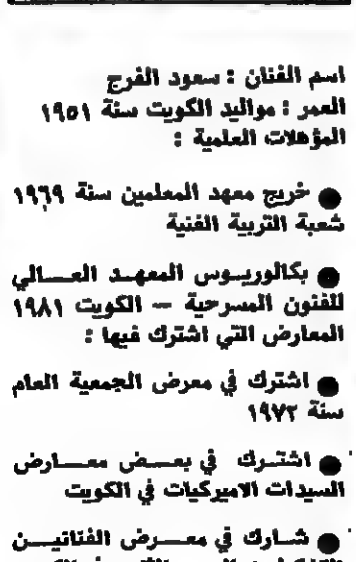 اسم الفنان : سعود الفرج
العمر : مواليد الكويت سنة ١٩٥١
المؤهلات العلمية :
● خريج معهد المعلمين سنة ١٩٦٩
شعبة التربية الفنية
● بكالوريوس المعهد العالي
للفنون المسرحية — الكويت ١٩٨١
المعارض التي اشترك فيها :
● اشترك في معرض الجمعية العام
سنة ١٩٧٢
● اشترك في بعض معارض
السيدات الاميركيات في الكويت
● شارك في معرض الفنانين